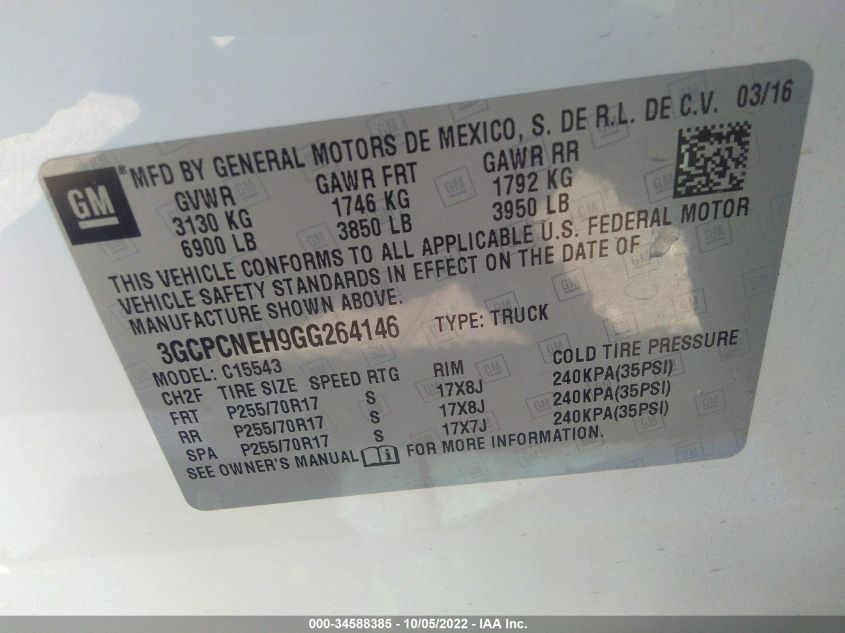 GM ® MFD BY GENERAL MOTORS DE MEXICO, S. DE R.L. DE C.V. 03/16
GVWR GAWR FRT GAWR RR
3130 KG 1746 KG 1792 KG
6900 LB 3850 LB 3950 LB
THIS VEHICLE CONFORMS TO ALL APPLICABLE U.S. FEDERAL MOTOR
VEHICLE SAFETY STANDARDS IN EFFECT ON THE DATE OF
MANUFACTURE SHOWN ABOVE.
3GCPCNEH9GG264146 TYPE: TRUCK
MODEL: C15543
CH2F TIRE SIZE SPEED RTG RIM COLD TIRE PRESSURE
FRT P255/70R17 S 17X8J 240KPA(35PSI)
RR P255/70R17 S 17X8J 240KPA(35PSI)
SPA P255/70R17 S 17X7J 240KPA(35PSI)
SEE OWNER'S MANUAL FOR MORE INFORMATION.
000-34588385 - 10/05/2022 - IAA Inc.